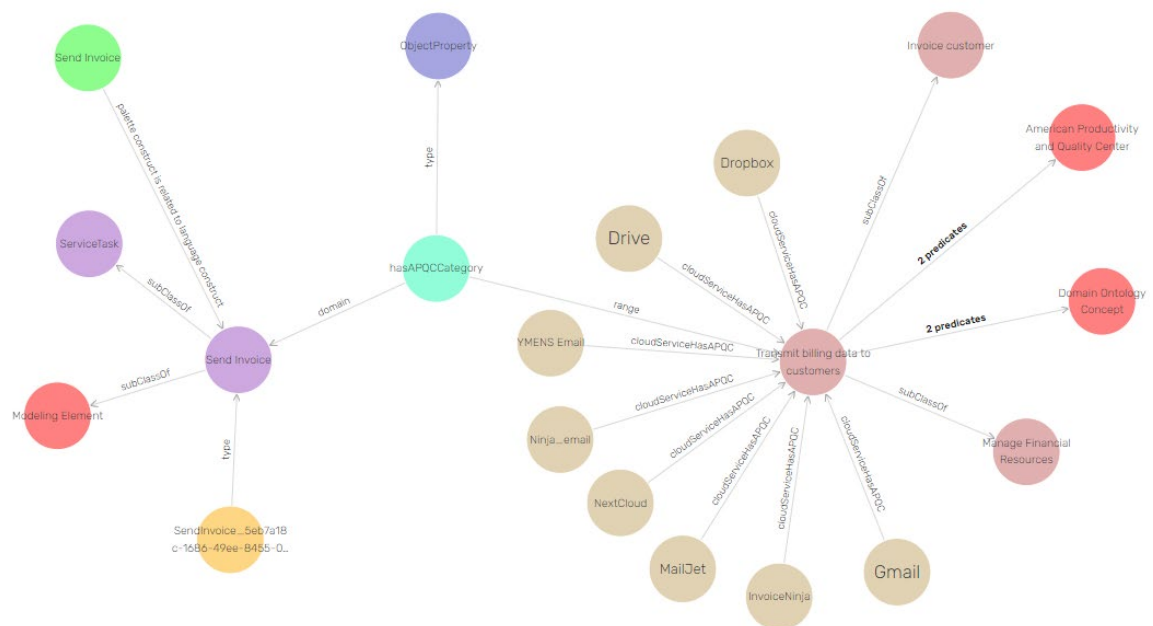 Send Invoice
ObjectProperty
Invoice customer
palette construct is related to language construct
type
American Productivity
and Quality Center
Dropbox
subClassOf
cloudServiceHasAPQC
2 predicates
Drive
ServiceTask
hasAPQCCategory
cloudServiceHasAPQC
subClassOf
domain
range
2 predicates
Domain Ontology
Concept
YMENS Email
cloudServiceHasAPQC
Send Invoice
Transmit billing data to
customers
subClassOf
Modeling Element
cloudServiceHasAPQC
subClassOf
Ninja_email
cloudServiceHasAPQC
Manage Financial
Resources
type
NextCloud
cloudServiceHasAPQC
cloudServiceHasAPQC
cloudServiceHasAPQC
SendInvoice_5eb7a18
c-1686-49ee-8455-0...
MailJet
InvoiceNinja
Gmail